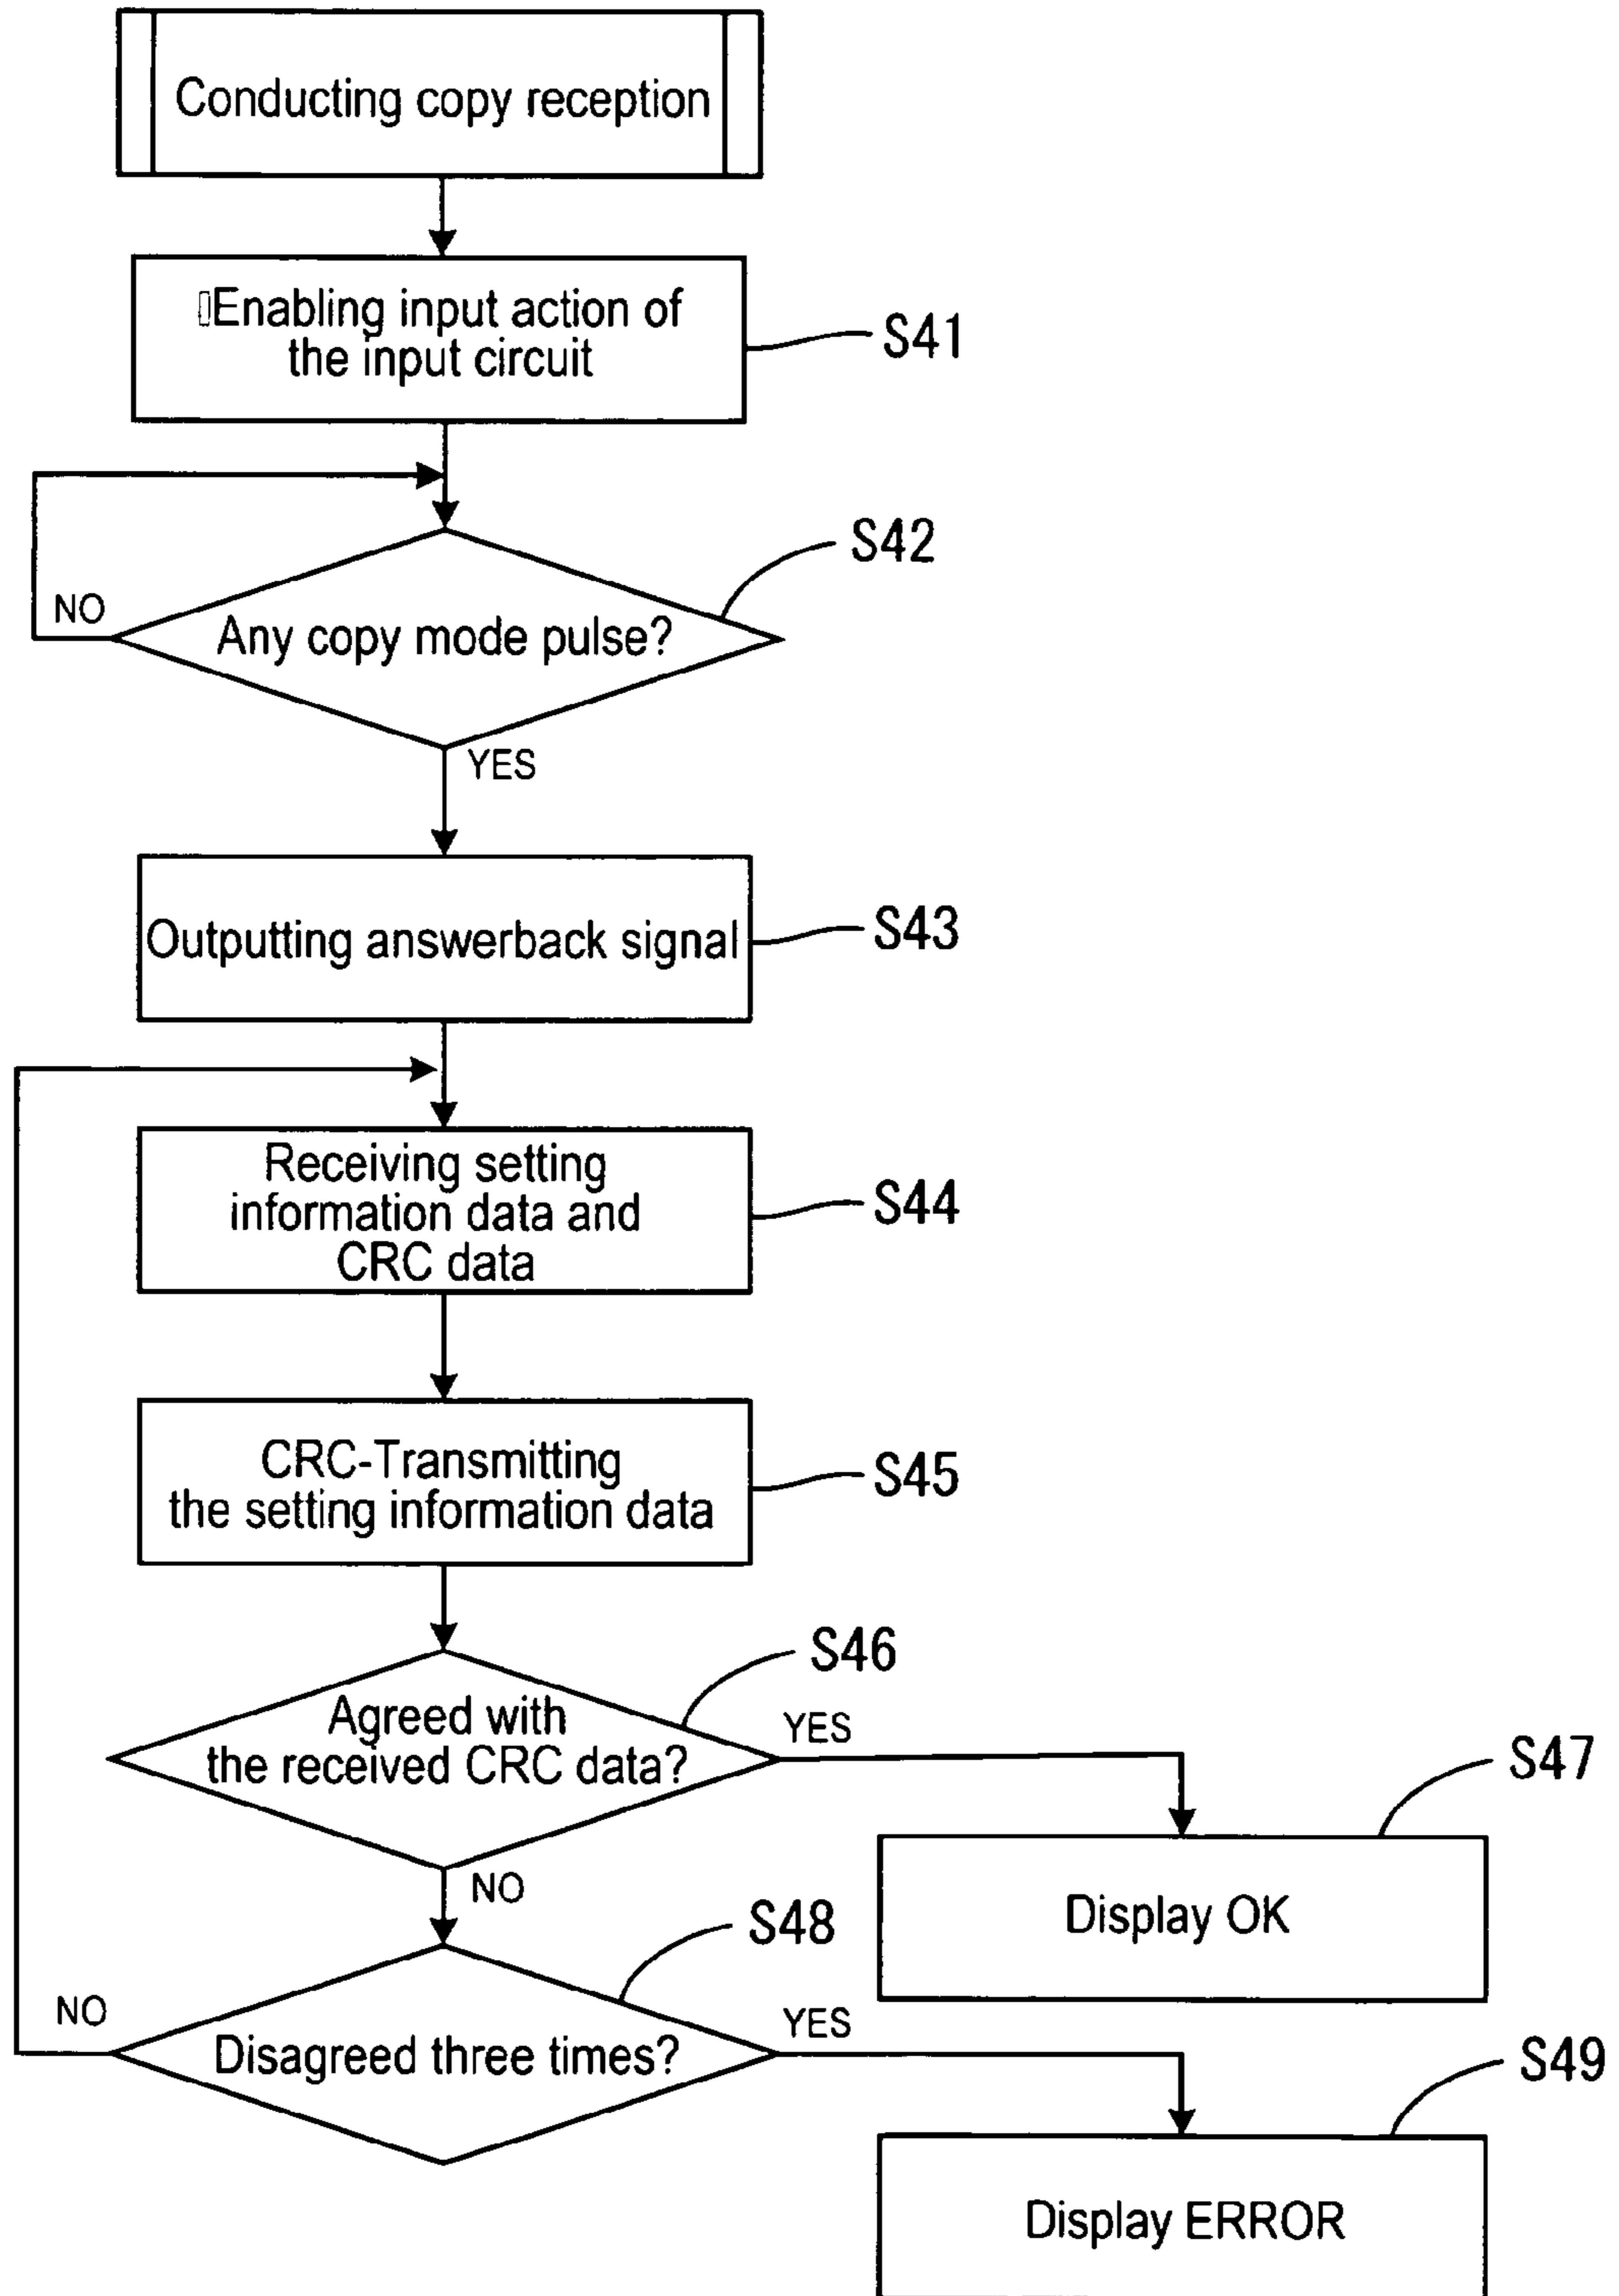 Conducting copy reception
Enabling input action of
the input circuit
S41
S42
NO
Any copy mode pulse?
YES
Outputting answerback signal
S43
Receiving setting
information data and
CRC data
S44
CRC-Transmitting
the setting information data
S45
S46
Agreed with
the received CRC data?
YES
S47
NO
Display OK
S48
NO
Disagreed three times?
YES
S49
Display ERROR